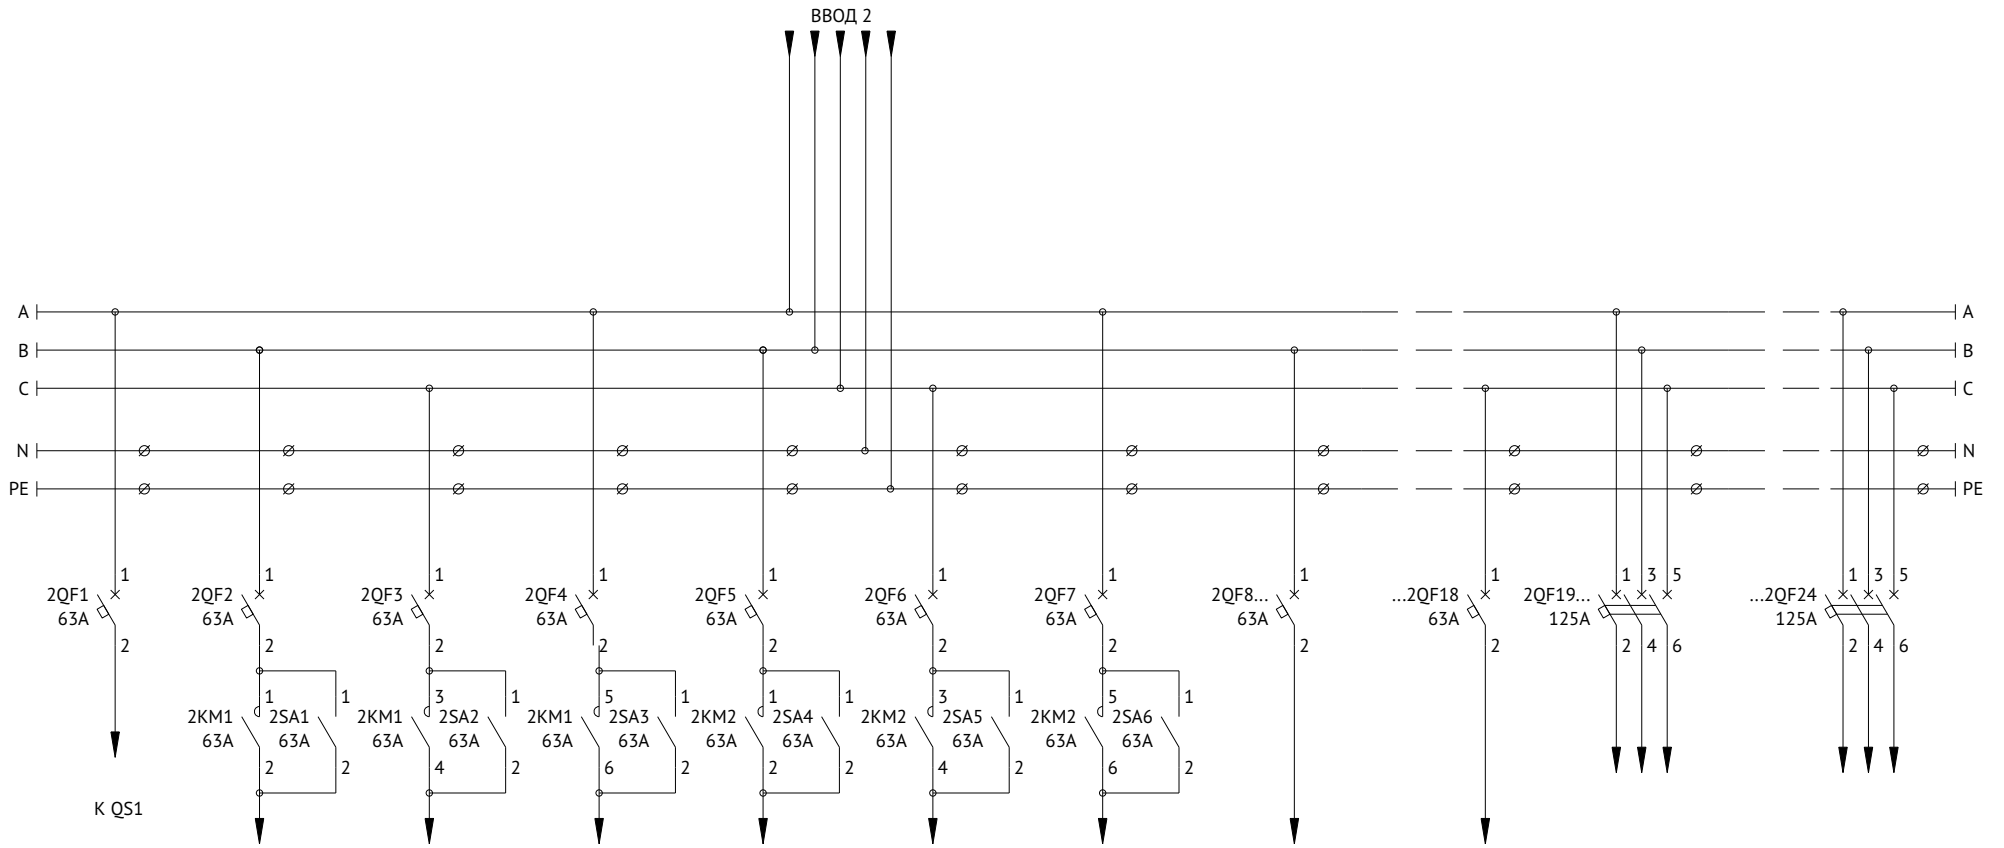 ВВОД 2
A A
B B
C C
N N
PE PE
1 1 1 1 1 1 1 1 1 1 3 5 1 3 5
2QF1 2QF2 2QF3 2QF4 2QF5 2QF6 2QF7 2QF8... ...2QF18 2QF19... ...2QF24
63A 63A 63A 63A 63A 63A 63A 63A 63A 125A 125A
2 2 2 2 2 2 2 2 2 2 4 6 2 4 6
1 1 3 1 5 1 1 1 3 1 5 1
2KM1 2SA1 2KM1 2SA2 2KM1 2SA3 2KM2 2SA4 2KM2 2SA5 2KM2 2SA6
63A 63A 63A 63A 63A 63A 63A 63A 63A 63A 63A 63A
2 2 4 2 6 2 2 2 4 2 6 2
К QS1